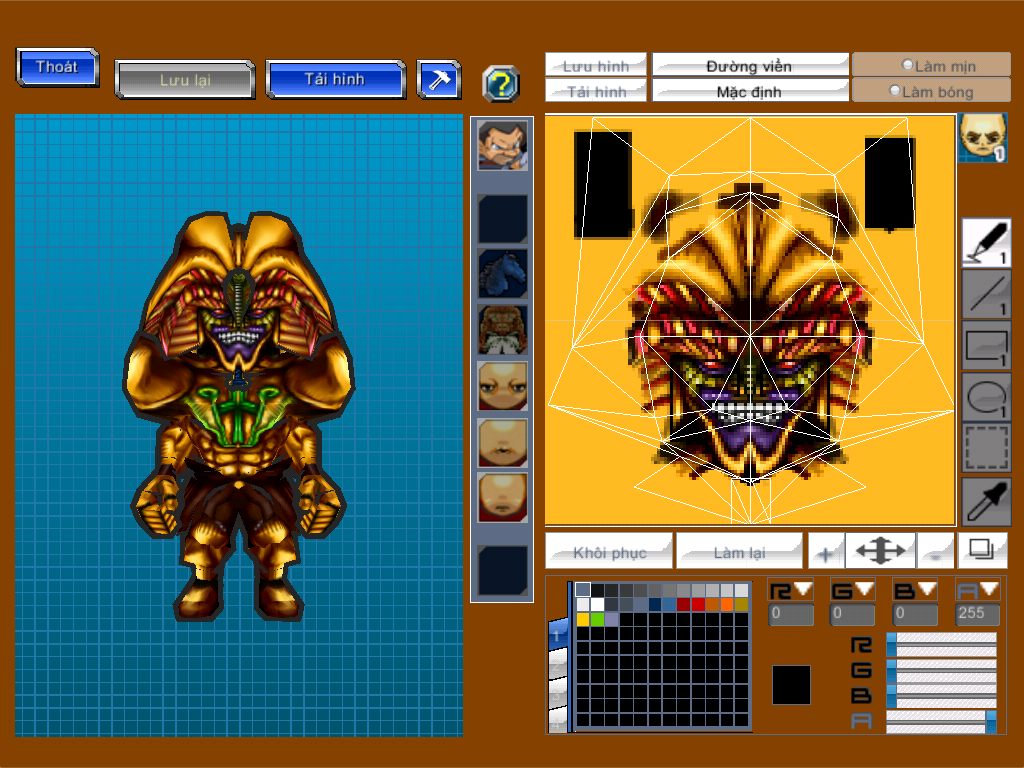 Thoát
Lưu lại
Tải hình
?
Lưu hình
Đường viền
Làm mịn
Tải hình
Mặc định
Làm bóng
1
1
1
1
1
Khôi phục
Làm lại
+
-
R
G
B
A
0
0
0
255
1
R
G
B
A